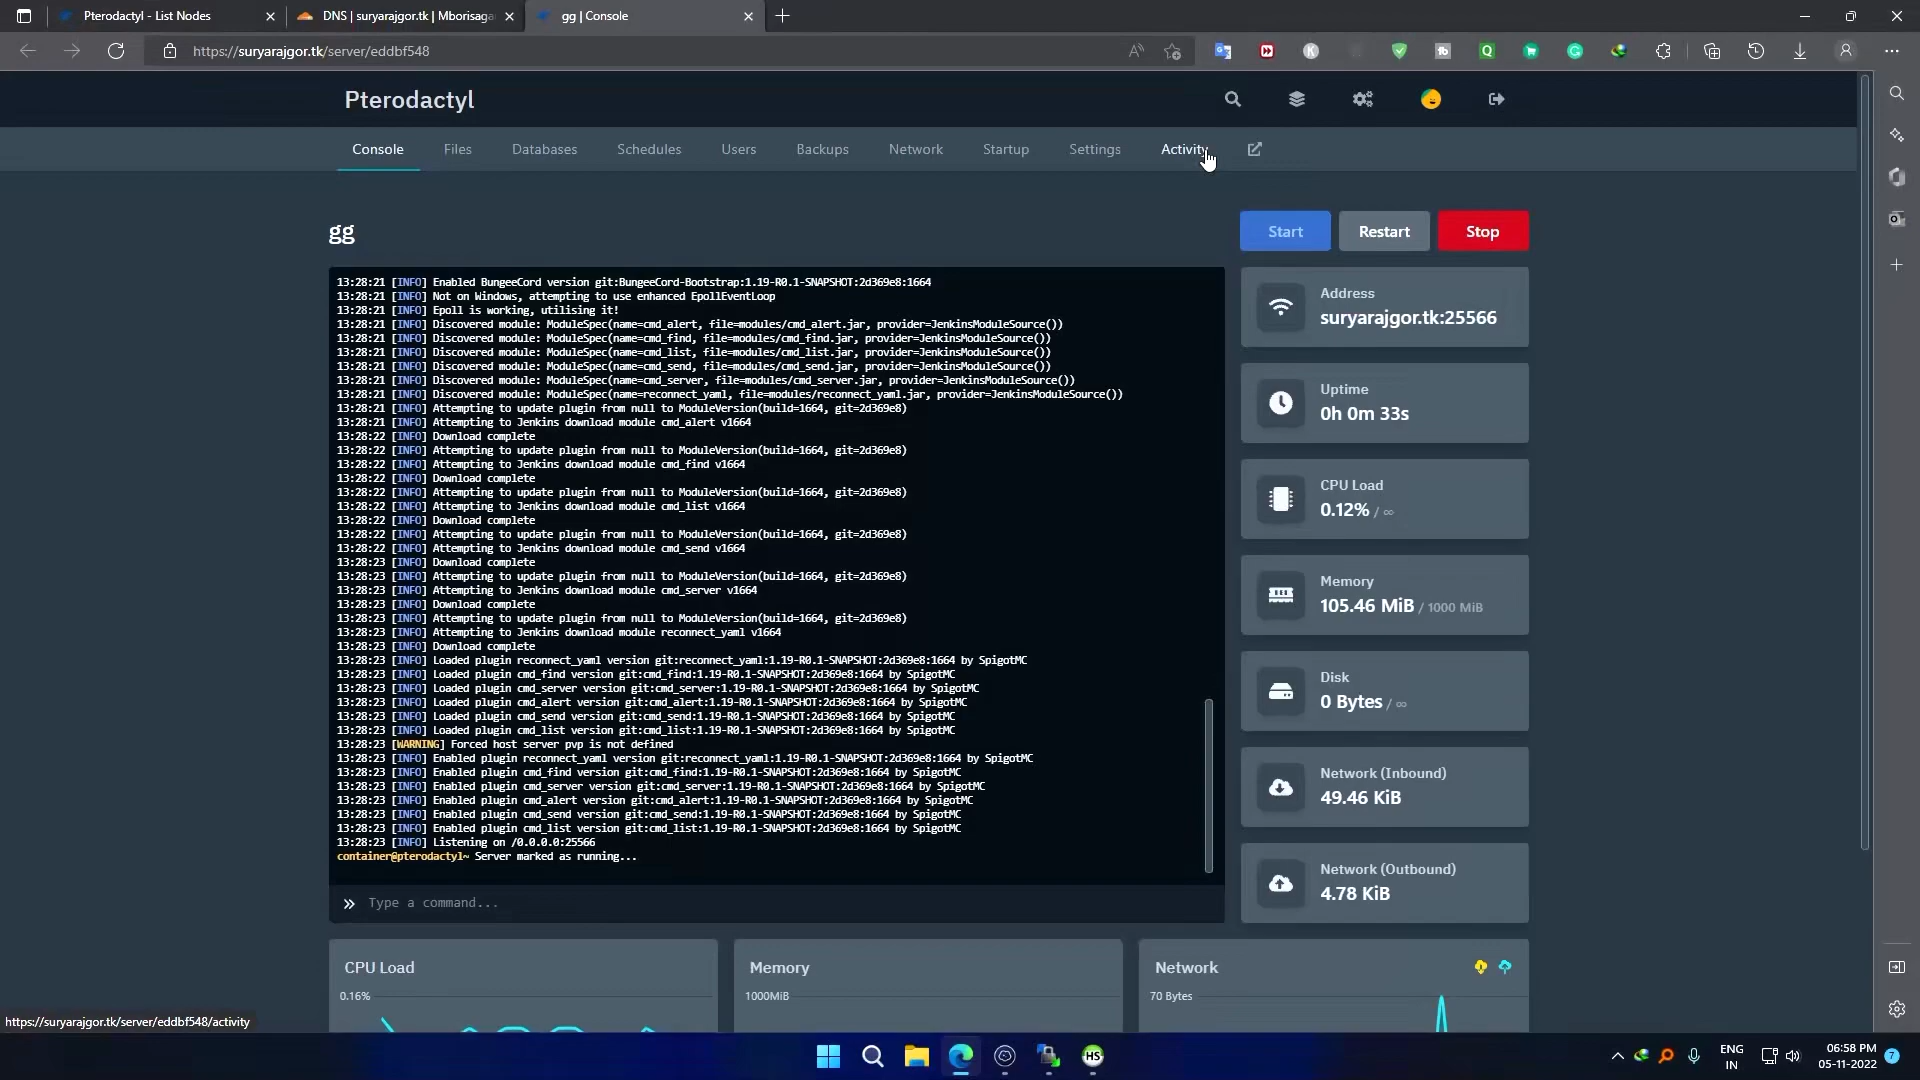 Pterodactyl - List Nodes
DNS | suryarajgor.tk | Mborisaga
gg | Console
https://suryarajgor.tk/server/eddbf548
Pterodactyl
Console
Files
Databases
Schedules
Users
Backups
Network
Startup
Settings
Activity
gg
Start
Restart
Stop
13:28:21 [INFO] Enabled BungeeCord version git:BungeeCord-Bootstrap:1.19-R0.1-SNAPSHOT:2d369e8:1664
13:28:21 [INFO] Not on Windows, attempting to use enhanced EpollEventLoop
13:28:21 [INFO] Epoll is working, utilising it!
13:28:21 [INFO] Discovered module: ModuleSpec(name=cmd_alert, file=modules/cmd_alert.jar, provider=JenkinsModuleSource())
13:28:21 [INFO] Discovered module: ModuleSpec(name=cmd_find, file=modules/cmd_find.jar, provider=JenkinsModuleSource())
13:28:21 [INFO] Discovered module: ModuleSpec(name=cmd_list, file=modules/cmd_list.jar, provider=JenkinsModuleSource())
13:28:21 [INFO] Discovered module: ModuleSpec(name=cmd_send, file=modules/cmd_send.jar, provider=JenkinsModuleSource())
13:28:21 [INFO] Discovered module: ModuleSpec(name=cmd_server, file=modules/cmd_server.jar, provider=JenkinsModuleSource())
13:28:21 [INFO] Discovered module: ModuleSpec(name=reconnect_yaml, file=modules/reconnect_yaml.jar, provider=JenkinsModuleSource())
13:28:21 [INFO] Attempting to update plugin from null to ModuleVersion(build=1664, git=2d369e8)
13:28:21 [INFO] Attempting to Jenkins download module cmd_alert v1664
13:28:22 [INFO] Download complete
13:28:22 [INFO] Attempting to update plugin from null to ModuleVersion(build=1664, git=2d369e8)
13:28:22 [INFO] Attempting to Jenkins download module cmd_find v1664
13:28:22 [INFO] Download complete
13:28:22 [INFO] Attempting to update plugin from null to ModuleVersion(build=1664, git=2d369e8)
13:28:22 [INFO] Attempting to Jenkins download module cmd_list v1664
13:28:22 [INFO] Download complete
13:28:22 [INFO] Attempting to update plugin from null to ModuleVersion(build=1664, git=2d369e8)
13:28:22 [INFO] Attempting to Jenkins download module cmd_send v1664
13:28:23 [INFO] Download complete
13:28:23 [INFO] Attempting to update plugin from null to ModuleVersion(build=1664, git=2d369e8)
13:28:23 [INFO] Attempting to Jenkins download module cmd_server v1664
13:28:23 [INFO] Download complete
13:28:23 [INFO] Attempting to update plugin from null to ModuleVersion(build=1664, git=2d369e8)
13:28:23 [INFO] Attempting to Jenkins download module reconnect_yaml v1664
13:28:23 [INFO] Download complete
13:28:23 [INFO] Loaded plugin reconnect_yaml version git:reconnect_yaml:1.19-R0.1-SNAPSHOT:2d369e8:1664 by SpigotMC
13:28:23 [INFO] Loaded plugin cmd_find version git:cmd_find:1.19-R0.1-SNAPSHOT:2d369e8:1664 by SpigotMC
13:28:23 [INFO] Loaded plugin cmd_server version git:cmd_server:1.19-R0.1-SNAPSHOT:2d369e8:1664 by SpigotMC
13:28:23 [INFO] Loaded plugin cmd_alert version git:cmd_alert:1.19-R0.1-SNAPSHOT:2d369e8:1664 by SpigotMC
13:28:23 [INFO] Loaded plugin cmd_send version git:cmd_send:1.19-R0.1-SNAPSHOT:2d369e8:1664 by SpigotMC
13:28:23 [INFO] Loaded plugin cmd_list version git:cmd_list:1.19-R0.1-SNAPSHOT:2d369e8:1664 by SpigotMC
13:28:23 [WARNING] Forced host server pvp is not defined
13:28:23 [INFO] Enabled plugin reconnect_yaml version git:reconnect_yaml:1.19-R0.1-SNAPSHOT:2d369e8:1664 by SpigotMC
13:28:23 [INFO] Enabled plugin cmd_find version git:cmd_find:1.19-R0.1-SNAPSHOT:2d369e8:1664 by SpigotMC
13:28:23 [INFO] Enabled plugin cmd_server version git:cmd_server:1.19-R0.1-SNAPSHOT:2d369e8:1664 by SpigotMC
13:28:23 [INFO] Enabled plugin cmd_alert version git:cmd_alert:1.19-R0.1-SNAPSHOT:2d369e8:1664 by SpigotMC
13:28:23 [INFO] Enabled plugin cmd_send version git:cmd_send:1.19-R0.1-SNAPSHOT:2d369e8:1664 by SpigotMC
13:28:23 [INFO] Enabled plugin cmd_list version git:cmd_list:1.19-R0.1-SNAPSHOT:2d369e8:1664 by SpigotMC
13:28:23 [INFO] Listening on /0.0.0.0:25566
container@pterodactyl~ Server marked as running...
Type a command...
Address
suryarajgor.tk:25566
Uptime
0h 0m 33s
CPU Load
0.12% / ∞
Memory
105.46 MiB / 1000 MiB
Disk
0 Bytes / ∞
Network (Inbound)
49.46 KiB
Network (Outbound)
4.78 KiB
CPU Load
0.16%
Memory
1000MiB
Network
70 Bytes
https://suryarajgor.tk/server/eddbf548/activity
HS
ENG
IN
06:58 PM
05-11-2022
7